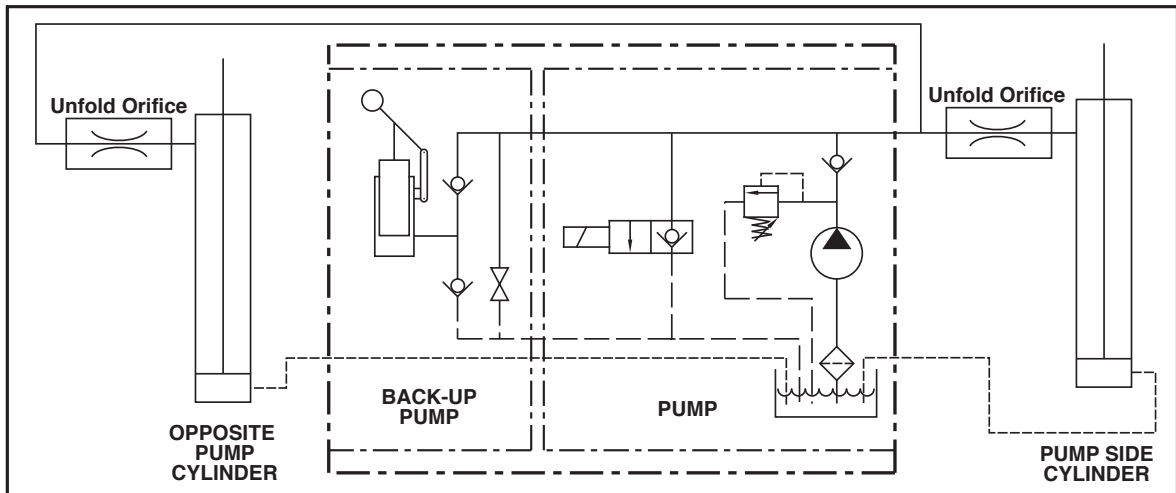 Unfold Orifice
Unfold Orifice
BACK-UP
PUMP
PUMP
OPPOSITE
PUMP
CYLINDER
PUMP SIDE
CYLINDER